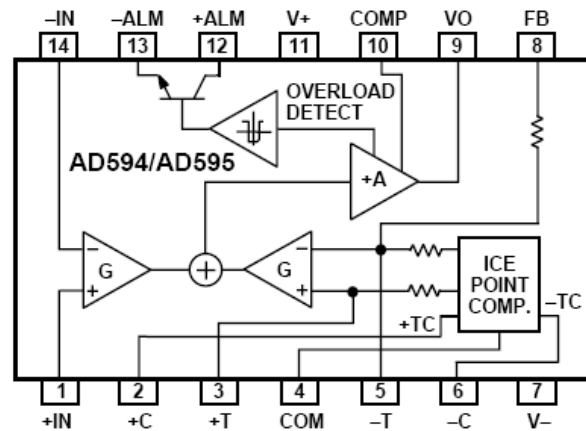 –IN –ALM +ALM V+ COMP VO FB
14 13 12 11 10 9 8
OVERLOAD
DETECT
AD594/AD595
+A
– –
G + G
+ +
ICE
POINT
COMP.
–TC
+TC
1 2 3 4 5 6 7
+IN +C +T COM –T –C V–